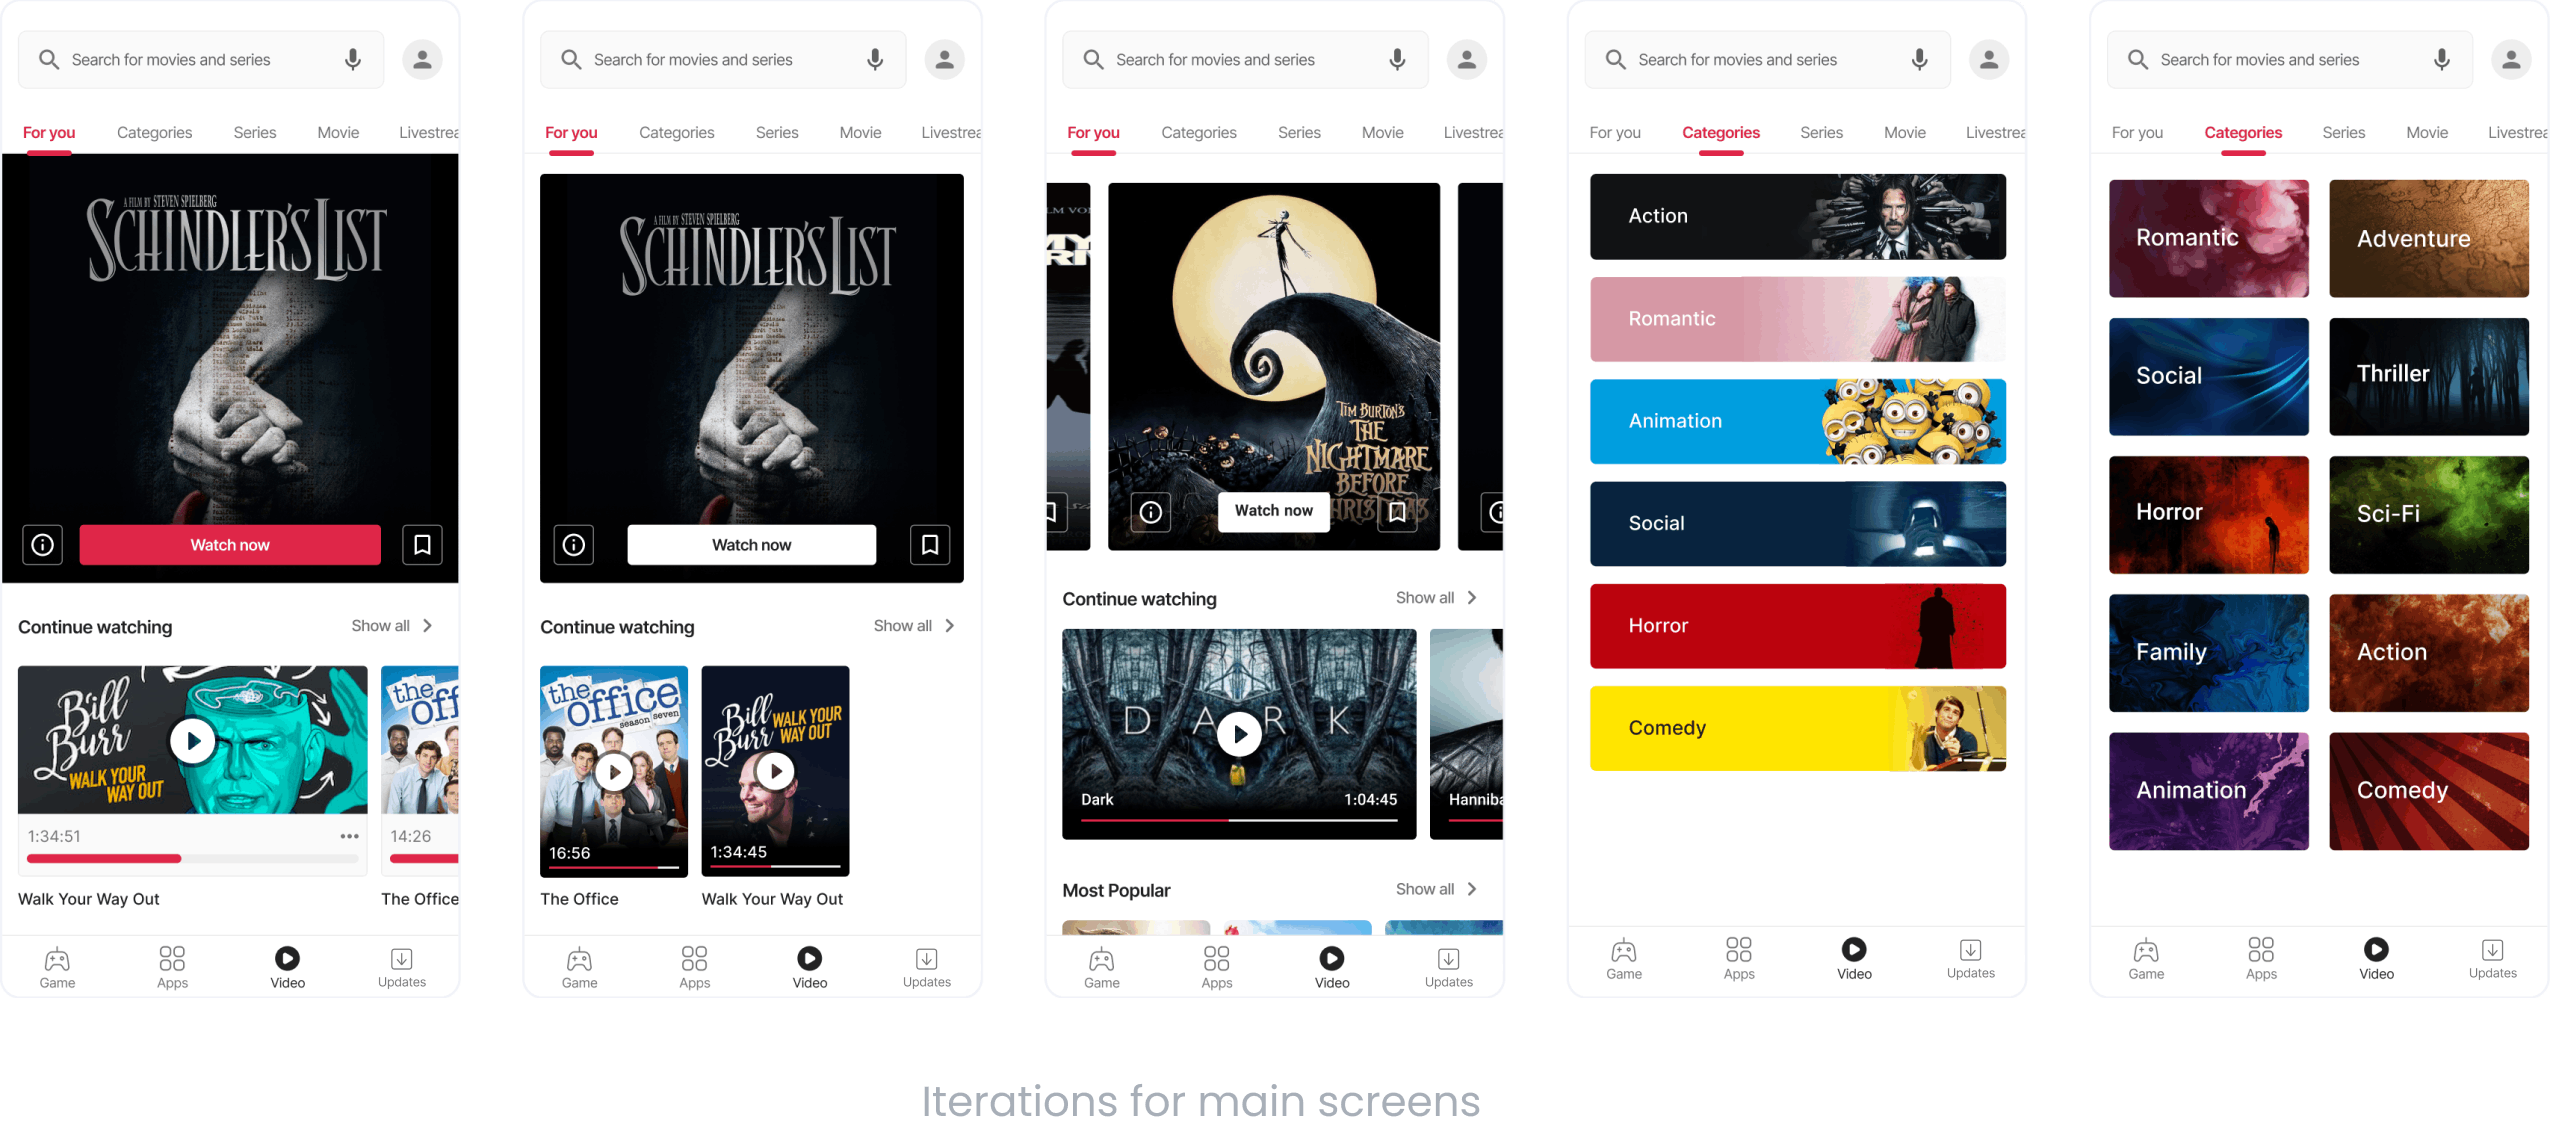 Search for movies and series
For you Categories Series Movie Livestrea
A FILM BY STEVEN SPIELBERG
SCHINDLER'S LIST
Watch now
Continue watching Show all
Bill Burr
WALK YOUR WAY OUT
the off
1:34:51
14:26
Walk Your Way Out The Office
Game Apps Video Updates
Search for movies and series
For you Categories Series Movie Livestrea
A FILM BY STEVEN SPIELBERG
SCHINDLER'S LIST
Watch now
Continue watching Show all
the office
season seven
16:56
Bill Burr WALK YOUR WAY OUT
1:34:45
The Office Walk Your Way Out
Game Apps Video Updates
Search for movies and series
For you Categories Series Movie Livestrea
TIM BURTON'S
THE
NIGHTMARE
BEFORE
CHRISTMAS
Watch now
Continue watching Show all
DARK
Dark 1:04:45
Hanniba
Most Popular Show all
Game Apps Video Updates
Search for movies and series
For you Categories Series Movie Livestrea
Action
Romantic
Animation
Social
Horror
Comedy
Game Apps Video Updates
Search for movies and series
For you Categories Series Movie Livestrea
Romantic Adventure
Social Thriller
Horror Sci-Fi
Family Action
Animation Comedy
Game Apps Video Updates
Iterations for main screens